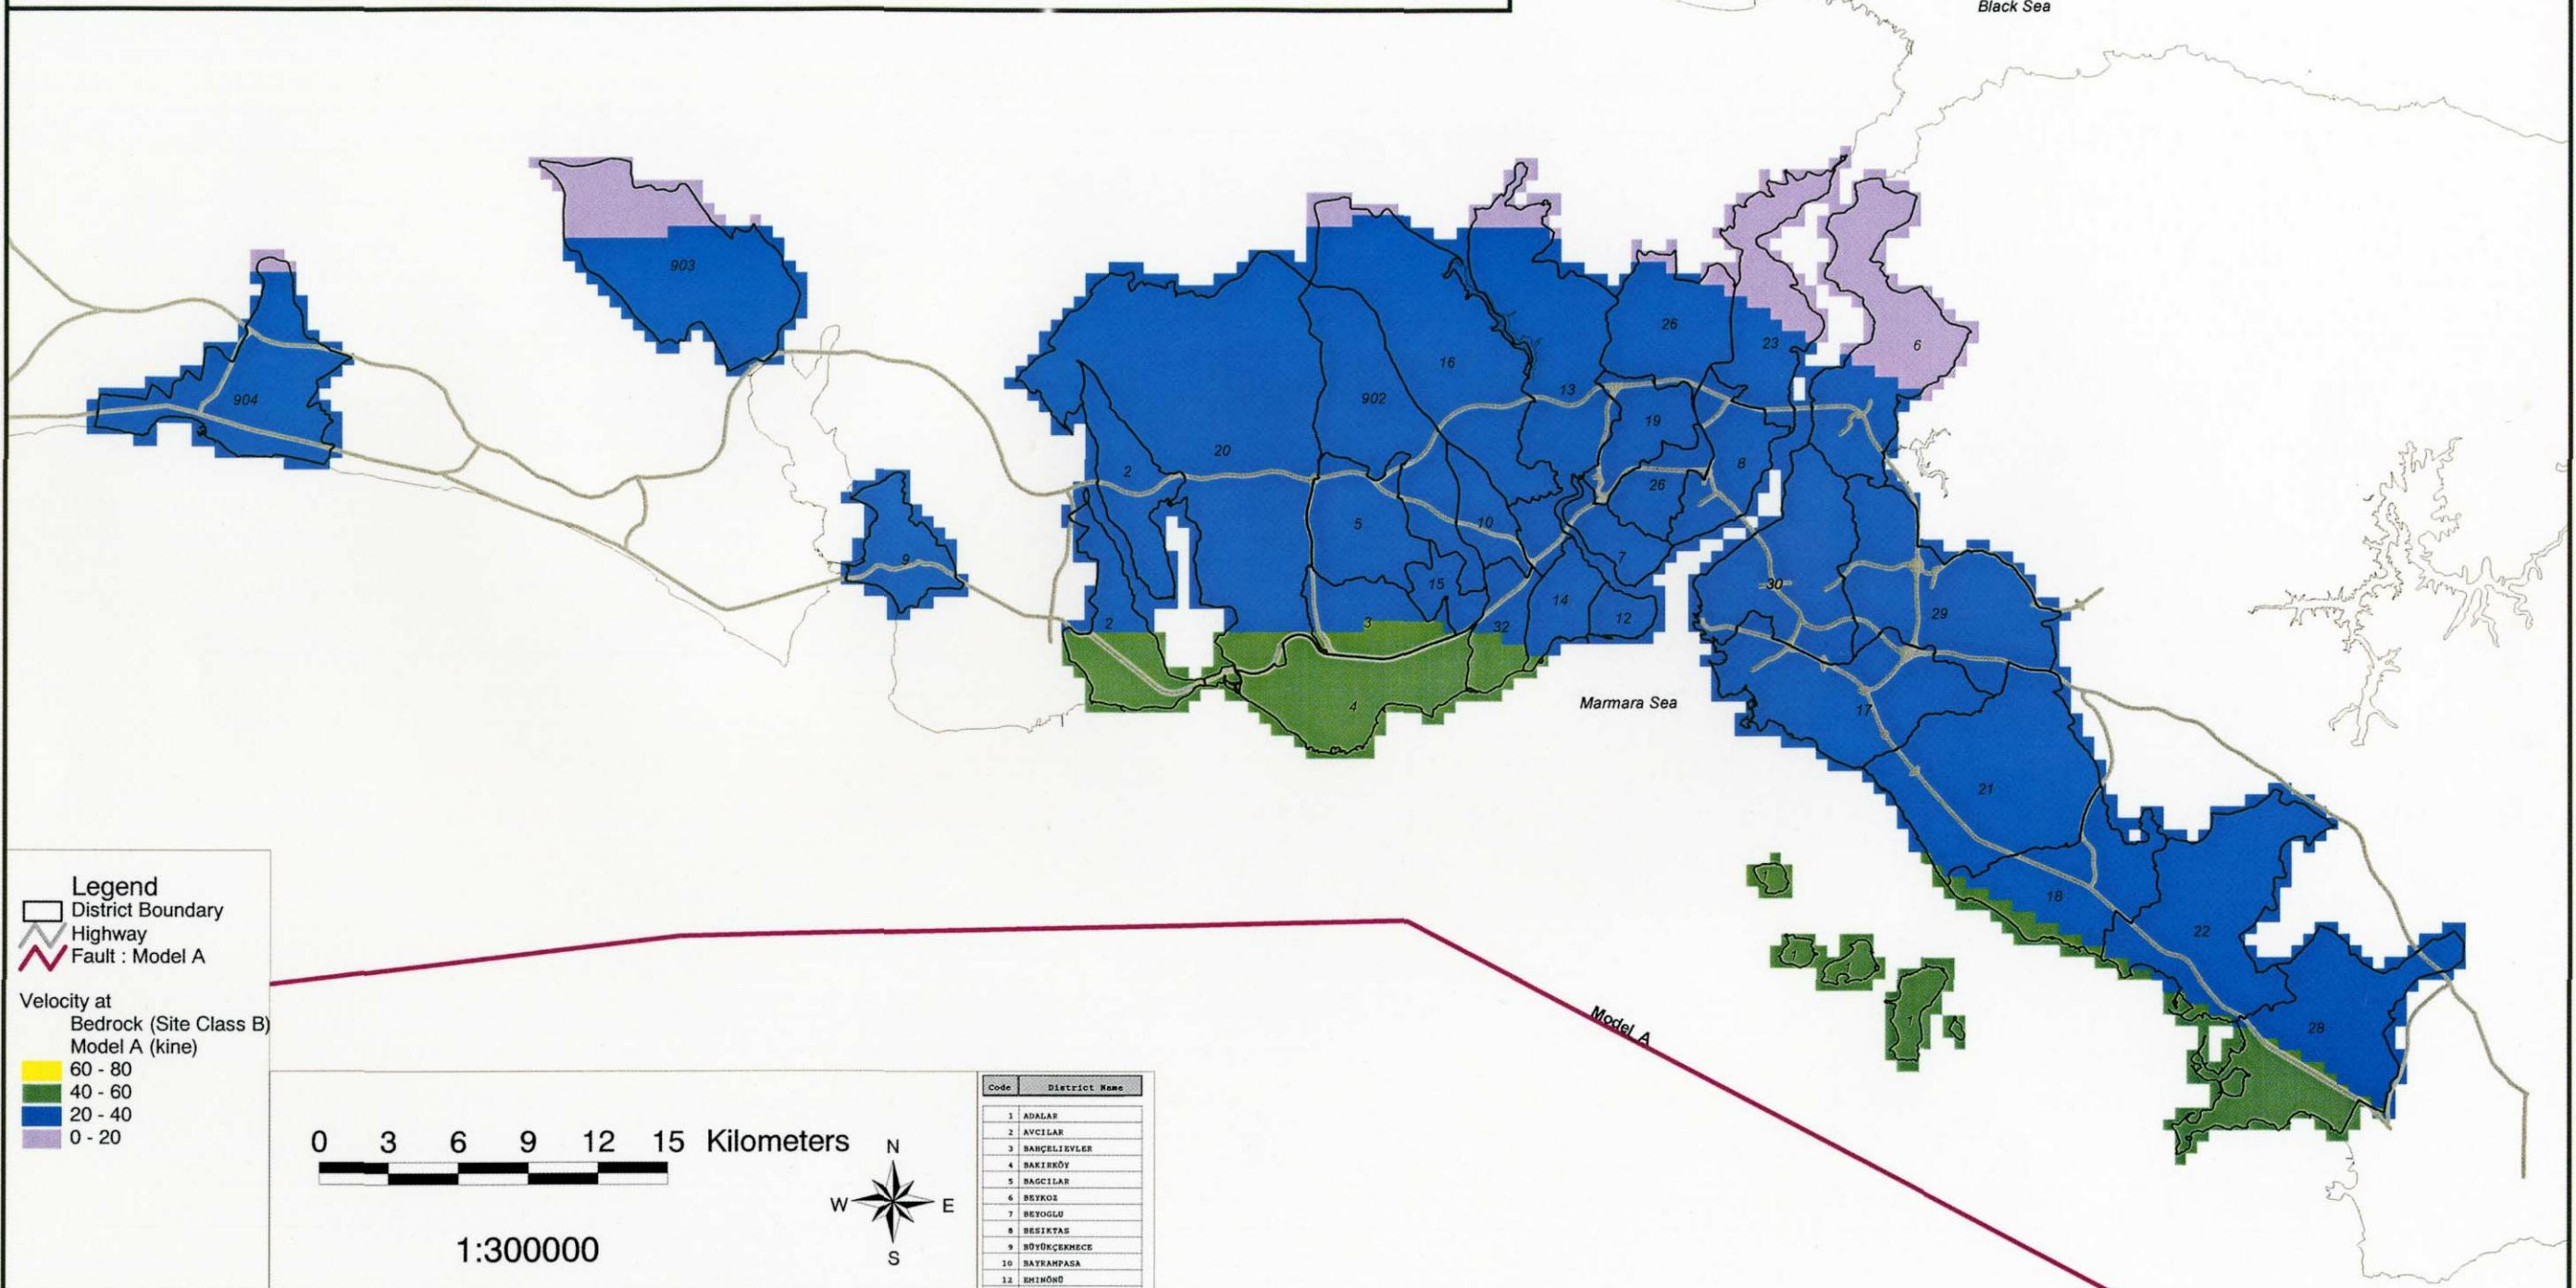 Black Sea
903
904
26
23
6
16
13
902
19
20
8
2
26
5
10
9
7
15
30
14
29
12
2
3
32
Marmara Sea
4
17
21
1
18
22
1
1
1
28
Model A
Legend
District Boundary
Highway
Fault : Model A
Velocity at
Bedrock (Site Class B)
Model A (kine)
60 - 80
40 - 60
20 - 40
0 - 20
0 3 6 9 12 15 Kilometers
1:300000
N
W E
S
Code District Name
1 ADALAR
2 AVCILAR
3 BAHÇELIEVLER
4 BAKIRKÖY
5 BAGCILAR
6 BEYKOZ
7 BEYOGLU
8 BESIKTAS
9 BÜYÜKÇEKMECE
10 BAYRAMPASA
12 EMINÖNÜ